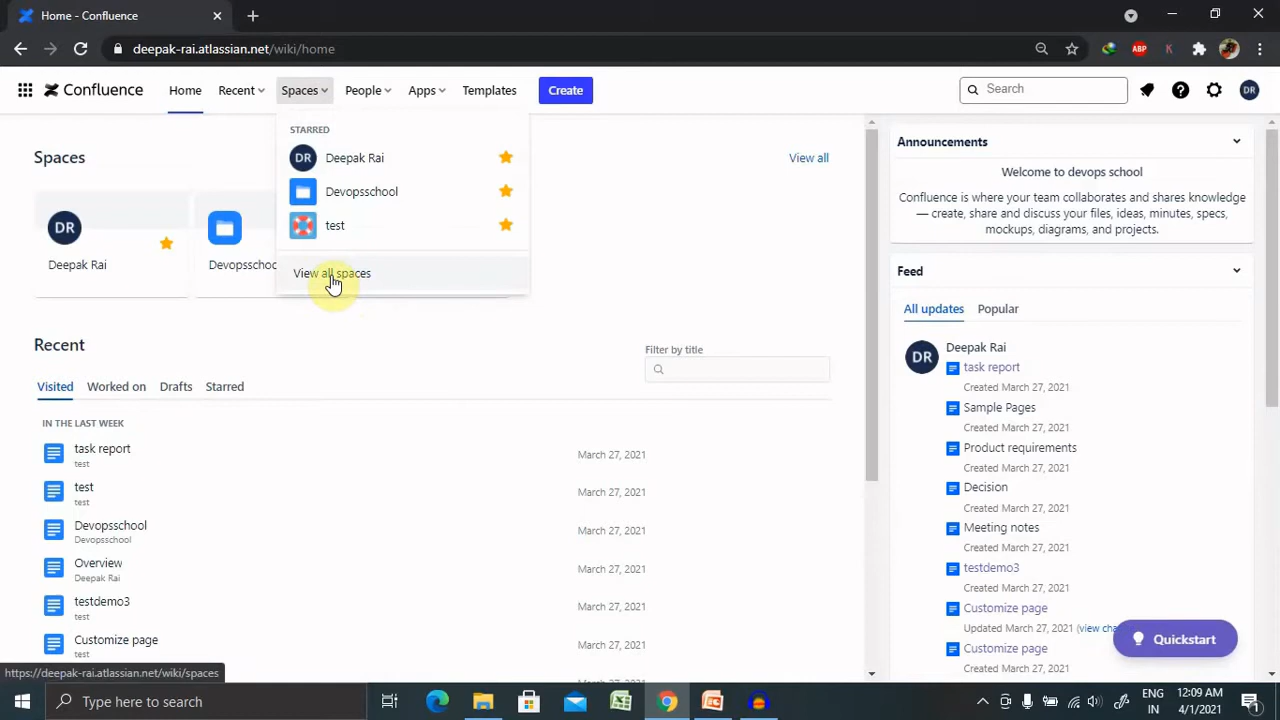 Home - Confluence
deepak-rai.atlassian.net/wiki/home
ABP
K
Confluence
Home
Recent
Spaces
People
Apps
Templates
Create
Search
DR
STARRED
DR Deepak Rai
Devopsschool
test
View all spaces
Spaces
View all
DR
Deepak Rai
Devopsschoo
Recent
Filter by title
Visited
Worked on
Drafts
Starred
IN THE LAST WEEK
task report March 27, 2021
test
test March 27, 2021
test
Devopsschool March 27, 2021
Devopsschool
Overview March 27, 2021
Deepak Rai
testdemo3 March 27, 2021
test
Customize page March 27, 2021
Announcements
Welcome to devops school
Confluence is where your team collaborates and shares knowledge
— create, share and discuss your files, ideas, minutes, specs,
mockups, diagrams, and projects.
Feed
All updates
Popular
DR
Deepak Rai
task report
Created March 27, 2021
Sample Pages
Created March 27, 2021
Product requirements
Created March 27, 2021
Decision
Created March 27, 2021
Meeting notes
Created March 27, 2021
testdemo3
Created March 27, 2021
Customize page
Updated March 27, 2021 (view cha
Customize page
Created March 27, 2021
Quickstart
https://deepak-rai.atlassian.net/wiki/spaces
Type here to search
ENG
IN
12:09 AM
4/1/2021
1